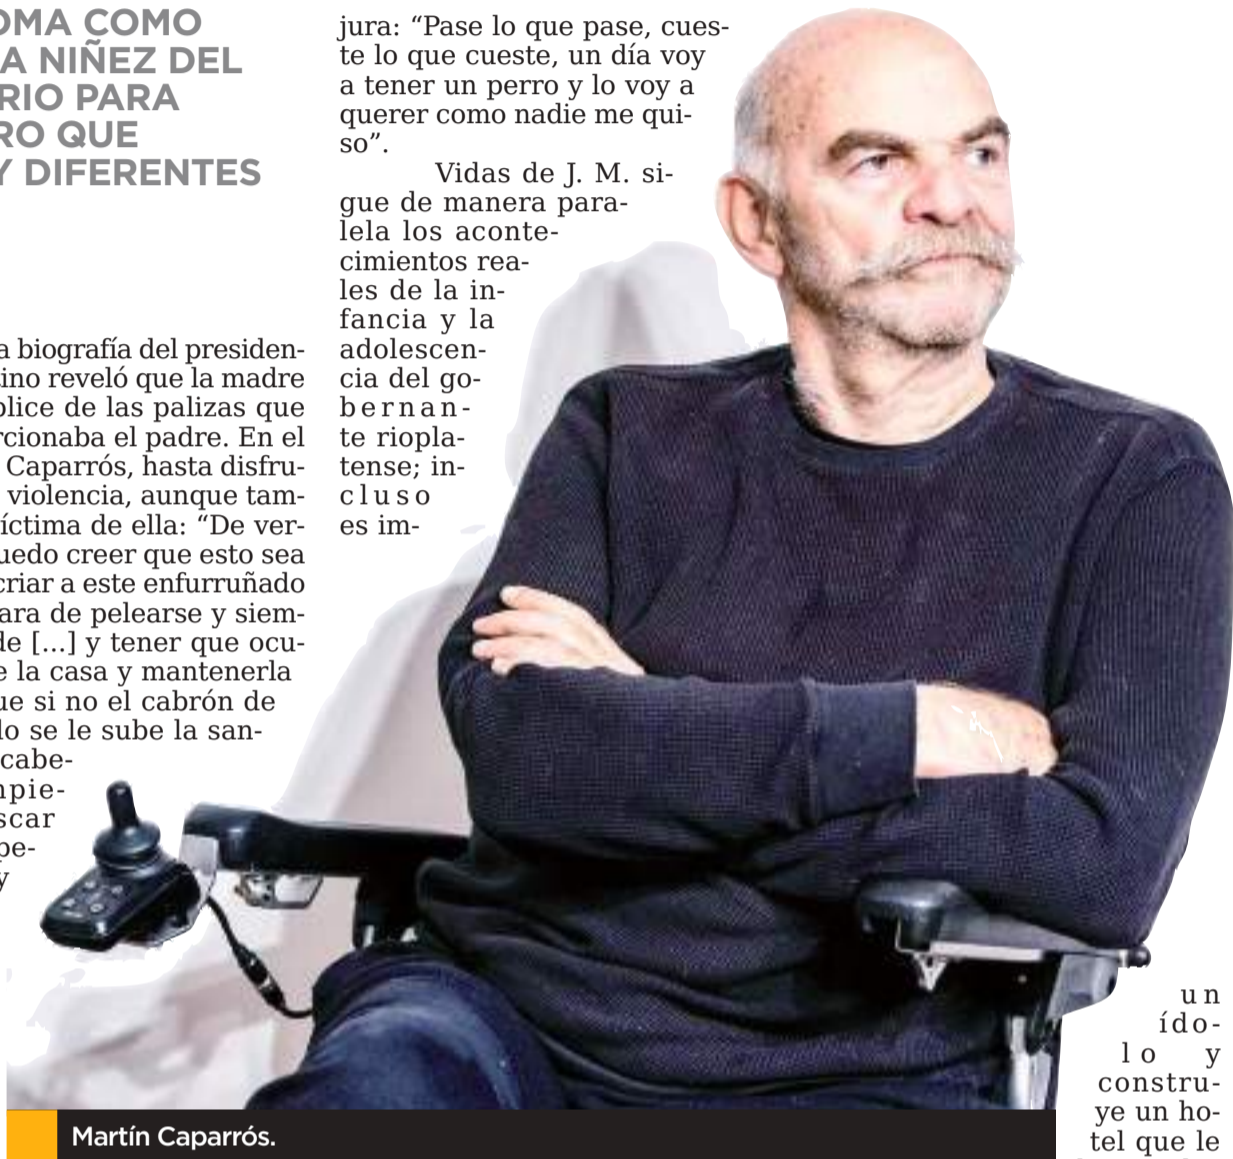 OMA COMO
A NIÑEZ DEL
RIO PARA
RO QUE
Y DIFERENTES
a biografía del presiden-
tino reveló que la madre
plice de las palizas que
rcionaba el padre. En el
Caparrós, hasta disfru-
violencia, aunque tam-
íctima de ella: “De ver-
uedo creer que esto sea
criar a este enfurruñado
ara de pelearse y siem-
de [...] y tener que ocu-
e la casa y mantenerla
ue si no el cabrón de
do se le sube la san-
cabe-
mpie-
scar
pe-
y
jura: “Pase lo que pase, cues-
te lo que cueste, un día voy
a tener un perro y lo voy a
querer como nadie me qui-
so”.
Vidas de J. M. si-
gue de manera para-
lela los aconte-
cimientos rea-
les de la in-
fancia y la
adolescen-
cia del go-
bernan-
te riopla-
tense; in-
cluso
es im-
un
ído-
lo y
constru-
ye un ho-
tel que le
Martín Caparrós.